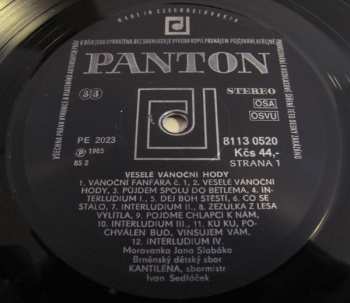 MADE IN CZECHOSLOVAKIA
PANTON
33
STEREO
OSA
OSVU
PE 2023
8113 0520
℗ 1985
Kčs 44,-
85 2
STRANA 1
VESELÉ VÁNOČNÍ HODY
1. VÁNOČNÍ FANFÁRA č. 1, 2. VESELÉ VÁNOČNÍ
HODY, 3. PŮJDEM SPOLU DO BETLÉMA, 4. IN-
TERLUDIUM I., 5. DEJ BŮH ŠTĚSTÍ, 6. CO SE
STALO, 7. INTERLUDIUM II., 8. ZEZULKA Z LESA
VYLÍTLA, 9. POJĎME CHLAPCI K NÁM,
10. INTERLUDIUM III., 11. KU KU, PO-
CHVÁLEN BUĎ, VINŠUJEM VÁM,
12. INTERLUDIUM IV
Moravanka Jana Slabáka
Brněnský dětský sbor
KANTILÉNA, sbormistr
Ivan Sedláček